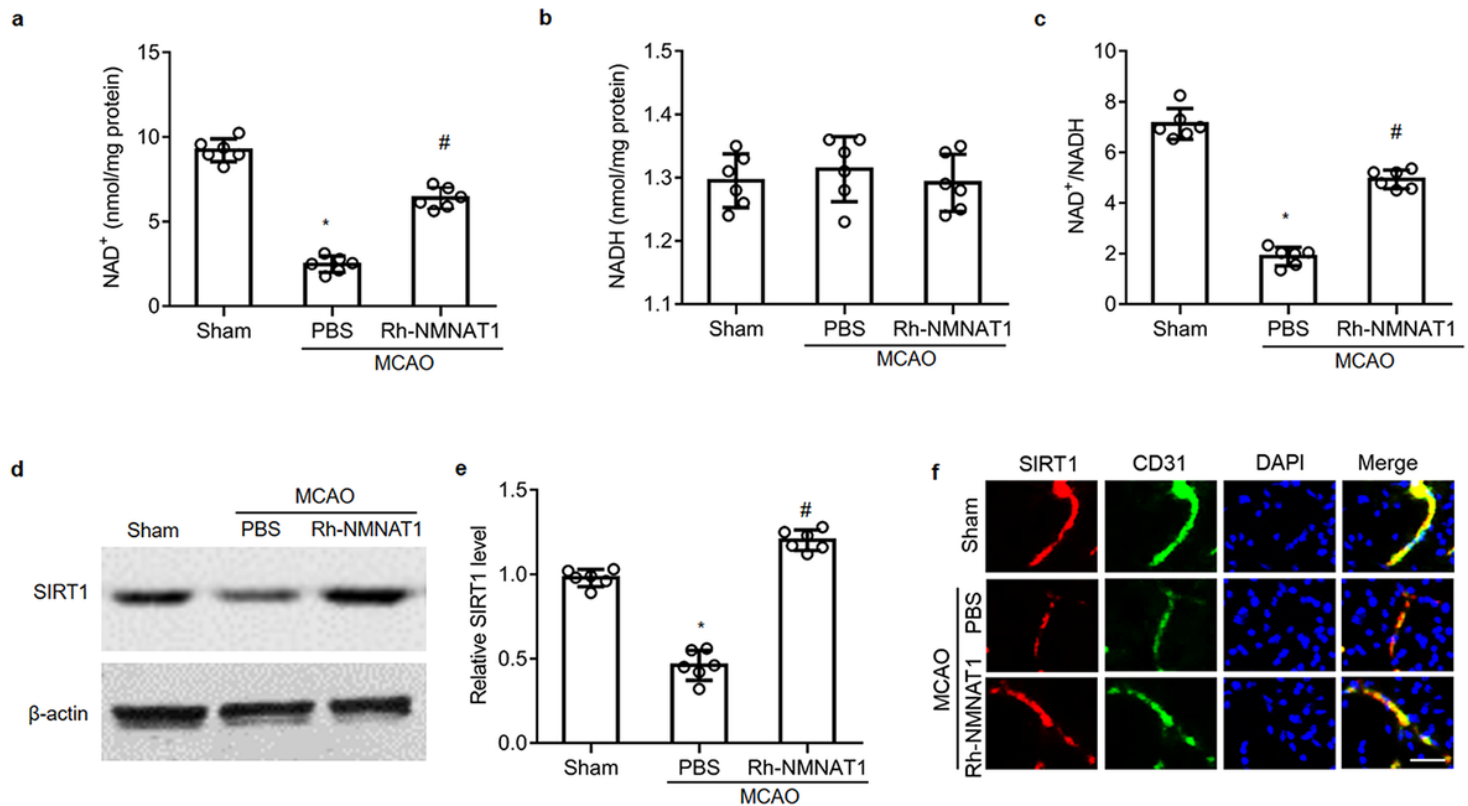 a
NAD+ (nmol/mg protein)
15
10
5
0
*
#
Sham
PBS
Rh-NMNAT1
MCAO
b
NADH (nmol/mg protein)
1.5
1.4
1.3
1.2
1.1
Sham
PBS
Rh-NMNAT1
MCAO
c
NAD+/NADH
10
8
6
4
2
0
*
#
Sham
PBS
Rh-NMNAT1
MCAO
d
MCAO
Sham
PBS
Rh-NMNAT1
SIRT1
β-actin
e
Relative SIRT1 level
1.5
1.0
0.5
0.0
*
#
Sham
PBS
Rh-NMNAT1
MCAO
f
SIRT1
CD31
DAPI
Merge
Sham
MCAO
PBS
Rh-NMNAT1